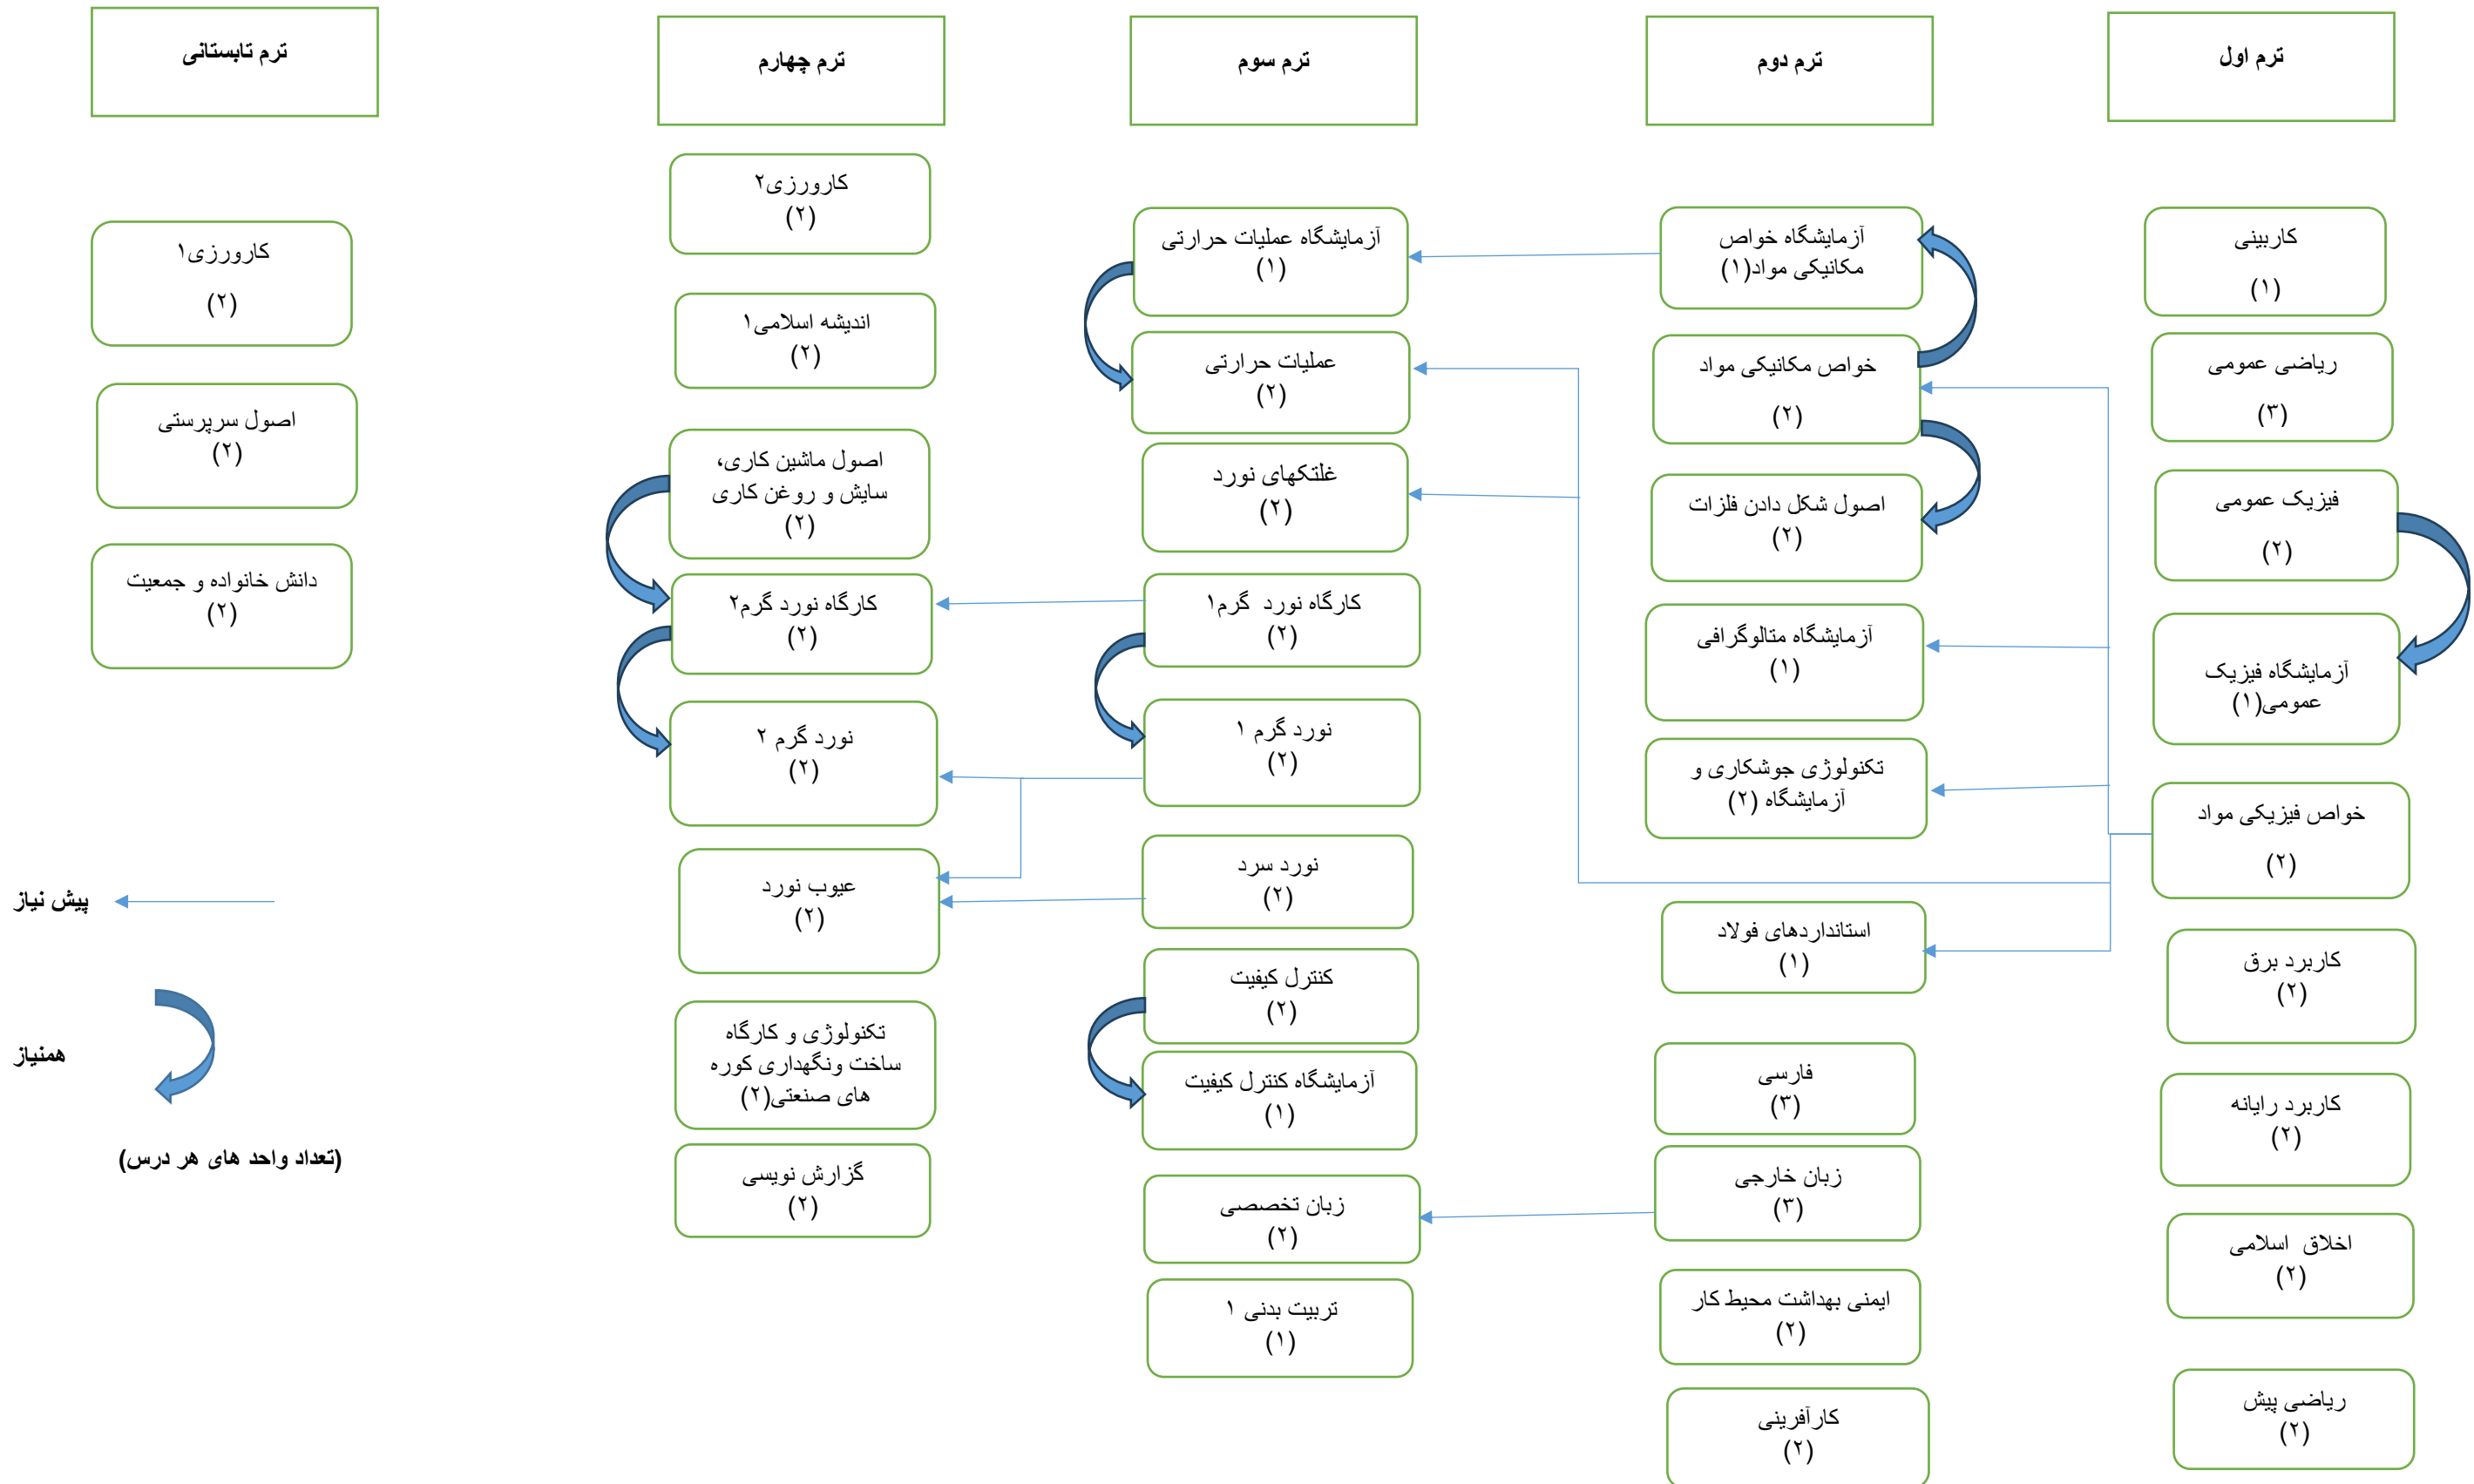 ترم اول
کاربینی
(۱)
ریاضی عمومی
(۳)
فیزیک عمومی
(۲)
آزمایشگاه فیزیک
عمومی(۱)
خواص فیزیکی مواد
(۲)
کاربرد برق
(۲)
کاربرد رایانه
(۲)
اخلاق اسلامی
(۲)
ریاضی پیش
(۲)
ترم دوم
آزمایشگاه خواص
مکانیکی مواد(۱)
خواص مکانیکی مواد
(۲)
اصول شکل دادن فلزات
(۲)
آزمایشگاه متالوگرافی
(۱)
تکنولوژی جوشکاری و
آزمایشگاه (۲)
استانداردهای فولاد
(۱)
فارسی
(۳)
زبان خارجی
(۳)
ایمنی بهداشت محیط کار
(۲)
کارآفرینی
(۲)
ترم سوم
آزمایشگاه عملیات حرارتی
(۱)
عملیات حرارتی
(۲)
غلتکهای نورد
(۲)
کارگاه نورد گرم۱
(۲)
نورد گرم ۱
(۲)
نورد سرد
(۲)
کنترل کیفیت
(۲)
آزمایشگاه کنترل کیفیت
(۱)
زبان تخصصی
(۲)
تربیت بدنی ۱
(۱)
ترم چهارم
کارورزی۲
(۲)
اندیشه اسلامی۱
(۲)
اصول ماشین کاری،
سایش و روغن کاری
(۲)
کارگاه نورد گرم۲
(۲)
نورد گرم ۲
(۲)
عیوب نورد
(۲)
تکنولوژی و کارگاه
ساخت ونگهداری کوره
های صنعتی(۲)
گزارش نویسی
(۲)
ترم تابستانی
کارورزی۱
(۲)
اصول سرپرستی
(۲)
دانش خانواده و جمعیت
(۲)
پیش نیاز
همنیاز
(تعداد واحد های هر درس)